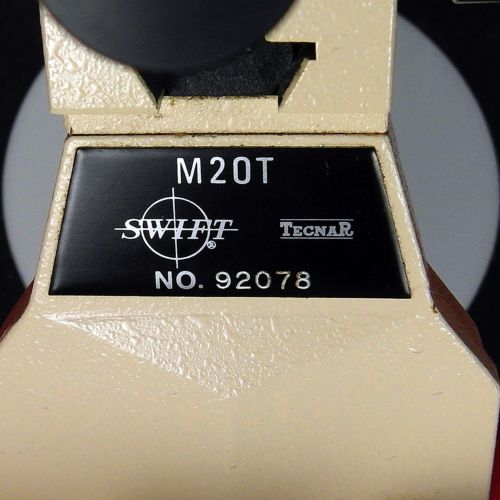 M20T
SWIFT®
TECNAR
NO. 92078